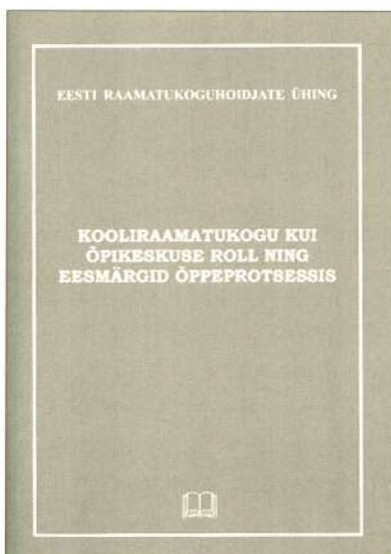 EESTI RAAMATUKOGUHOIDJATE ÜHING
KOOLIRAAMATUKOGU KUI
ÕPIKESKUSE ROLL NING
EESMÄRGID ÕPPEPROTSESSIS